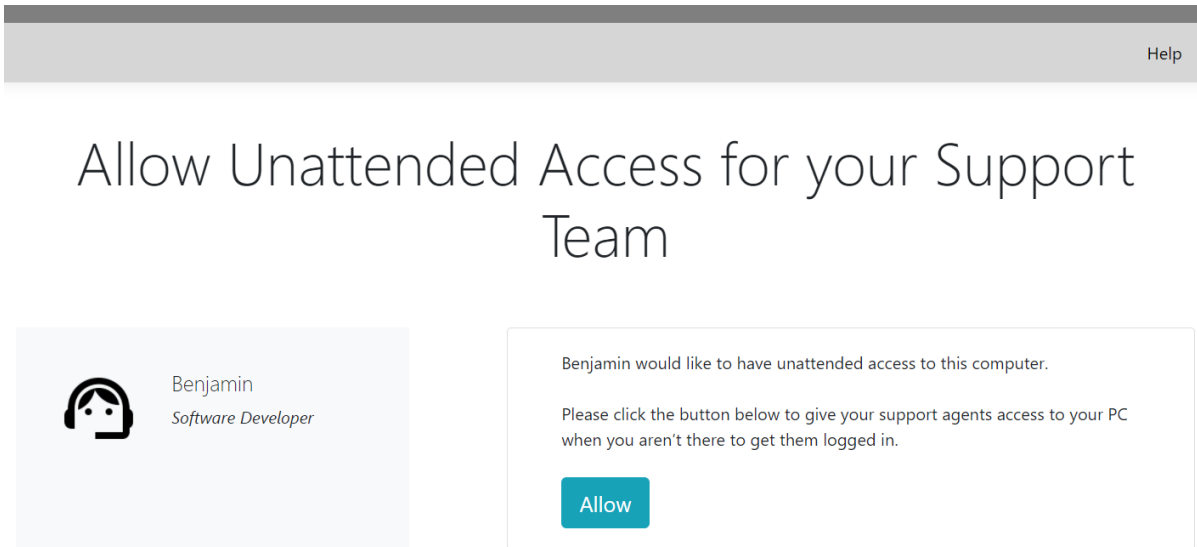 Help
Allow Unattended Access for your Support
Team
Benjamin
Software Developer
Benjamin would like to have unattended access to this computer.
Please click the button below to give your support agents access to your PC
when you aren't there to get them logged in.
Allow